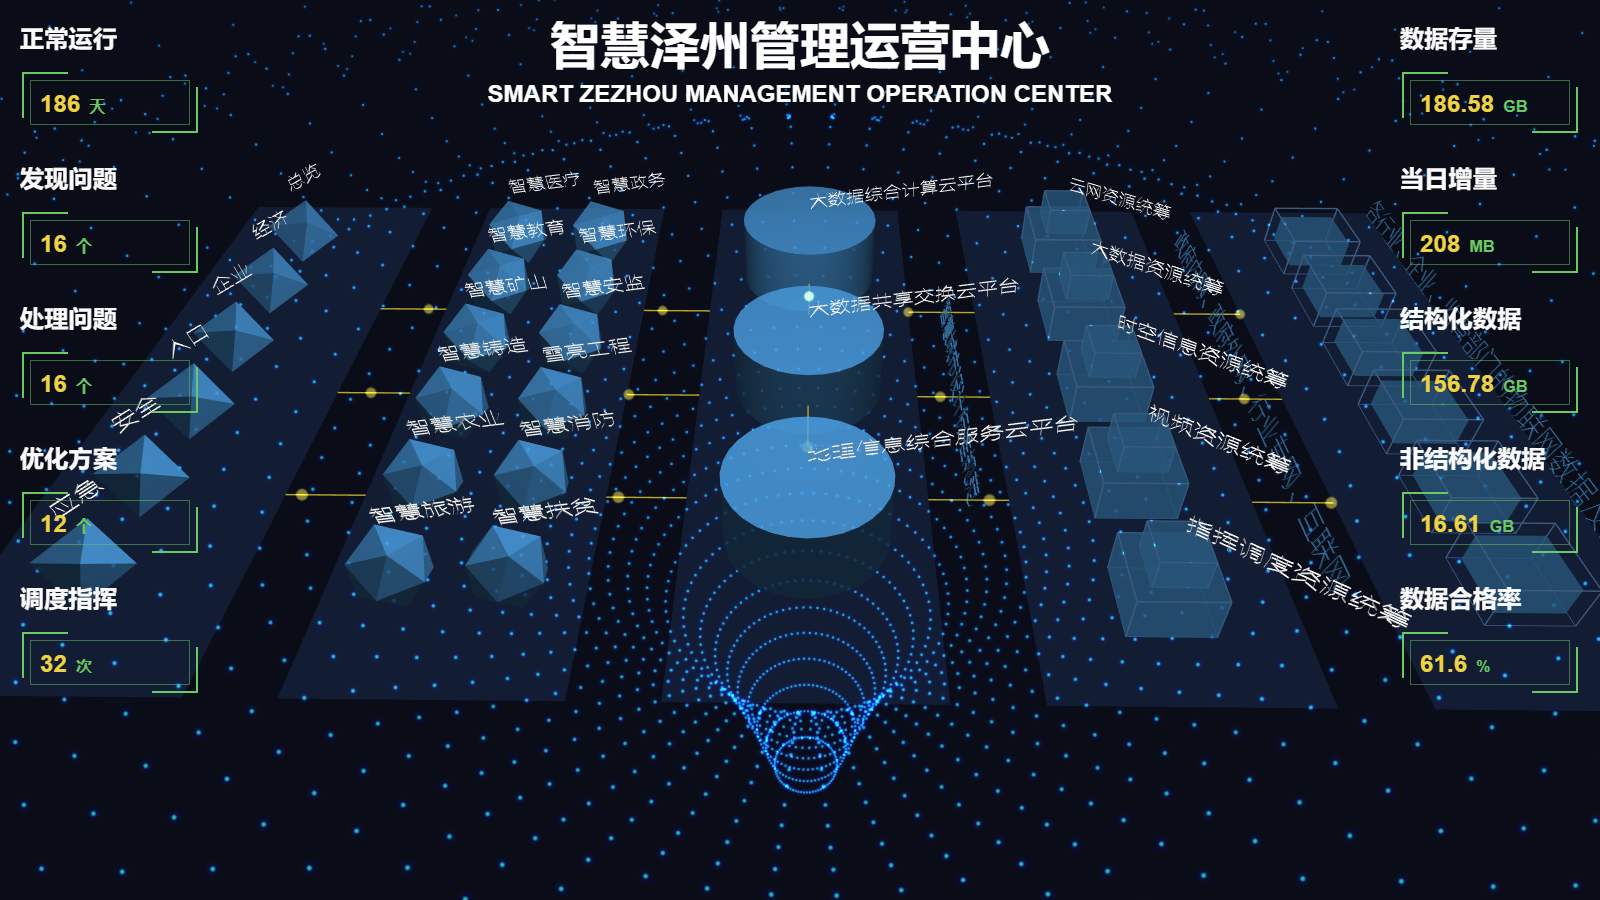 智慧泽州管理运营中心
SMART ZEZHOU MANAGEMENT OPERATION CENTER
正常运行
186 天
发现问题
16 个
处理问题
16 个
优化方案
12 个
调度指挥
32 次
总览
经济
企业
人口
安全
应急
智慧医疗 智慧政务
智慧教育 智慧环保
智慧矿山 智慧安监
智慧铸造 雪亮工程
智慧农业 智慧消防
智慧旅游 智慧扶贫
大数据综合计算云平台
大数据共享交换云平台
地理信息综合服务云平台
云网资源统筹
大数据资源统筹
时空信息资源统筹
视频资源统筹
指挥调度资源统筹
行业专网
互联网
数据存量
186.58 GB
当日增量
208 MB
结构化数据
156.78 GB
非结构化数据
16.61 GB
数据合格率
61.6 %